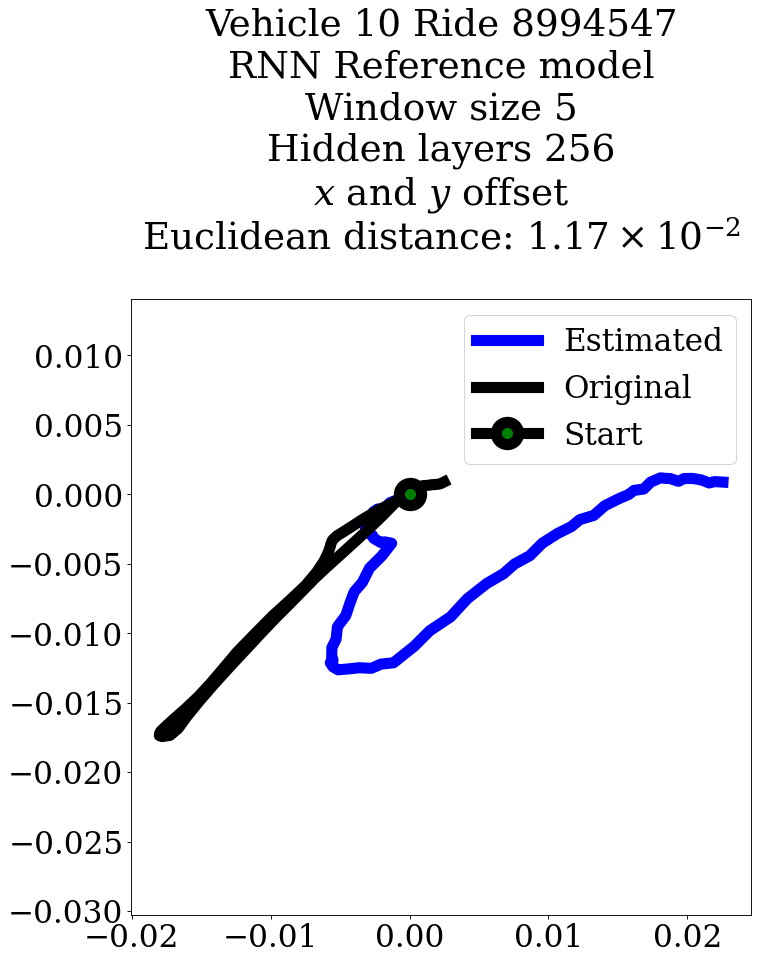 Vehicle 10 Ride 8994547
RNN Reference model
Window size 5
Hidden layers 256
x and y offset
Euclidean distance: 1.17 × 10⁻²
Estimated
Original
Start
0.010
0.005
0.000
−0.005
−0.010
−0.015
−0.020
−0.025
−0.030
−0.02 −0.01 0.00 0.01 0.02